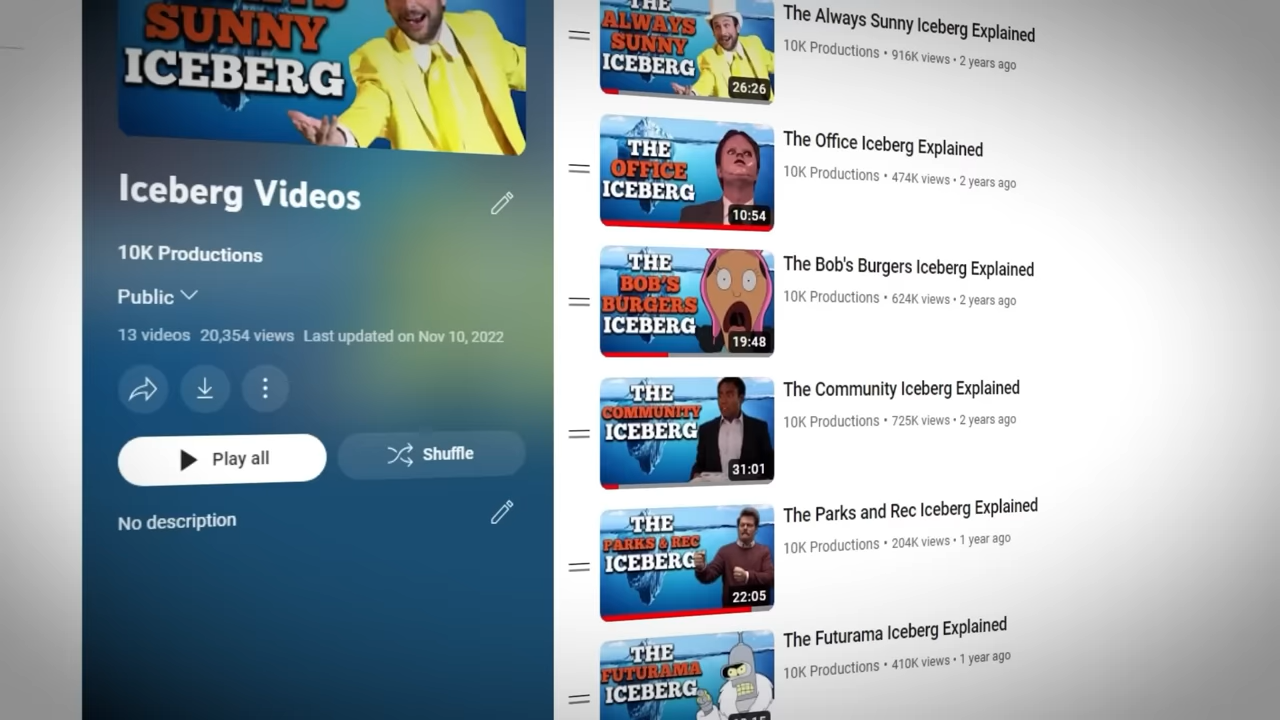 SUNNY
ICEBERG
Iceberg Videos
10K Productions
Public
13 videos 20,354 views Last updated on Nov 10, 2022
Play all
Shuffle
No description
THE
ALWAYS
SUNNY
ICEBERG
26:26
The Always Sunny Iceberg Explained
10K Productions • 916K views • 2 years ago
THE
OFFICE
ICEBERG
10:54
The Office Iceberg Explained
10K Productions • 474K views • 2 years ago
THE
BOB'S
BURGERS
ICEBERG
19:48
The Bob's Burgers Iceberg Explained
10K Productions • 624K views • 2 years ago
THE
COMMUNITY
ICEBERG
31:01
The Community Iceberg Explained
10K Productions • 725K views • 2 years ago
THE
PARKS & REC
ICEBERG
22:05
The Parks and Rec Iceberg Explained
10K Productions • 204K views • 1 year ago
THE
FUTURAMA
ICEBERG
The Futurama Iceberg Explained
10K Productions • 410K views • 1 year ago